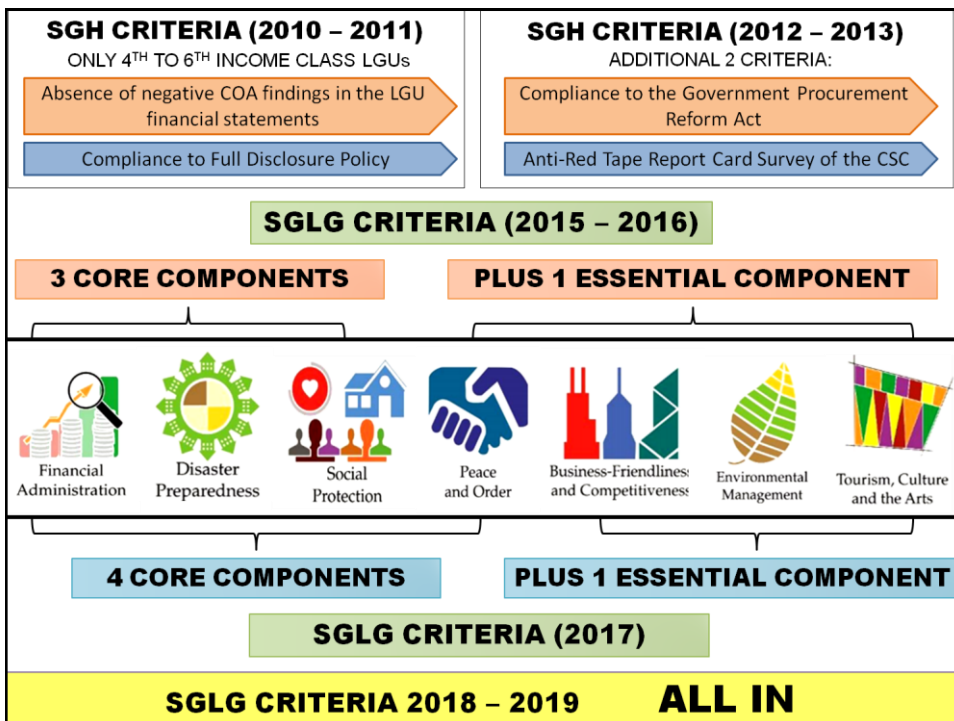 SGH CRITERIA (2010 – 2011)
ONLY 4TH TO 6TH INCOME CLASS LGUs
Absence of negative COA findings in the LGU
financial statements
Compliance to Full Disclosure Policy
SGH CRITERIA (2012 – 2013)
ADDITIONAL 2 CRITERIA:
Compliance to the Government Procurement
Reform Act
Anti-Red Tape Report Card Survey of the CSC
SGLG CRITERIA (2015 – 2016)
3 CORE COMPONENTS
PLUS 1 ESSENTIAL COMPONENT
Financial
Administration
Disaster
Preparedness
Social
Protection
Peace
and Order
Business-Friendliness
and Competitiveness
Environmental
Management
Tourism, Culture
and the Arts
4 CORE COMPONENTS
PLUS 1 ESSENTIAL COMPONENT
SGLG CRITERIA (2017)
SGLG CRITERIA 2018 – 2019 ALL IN